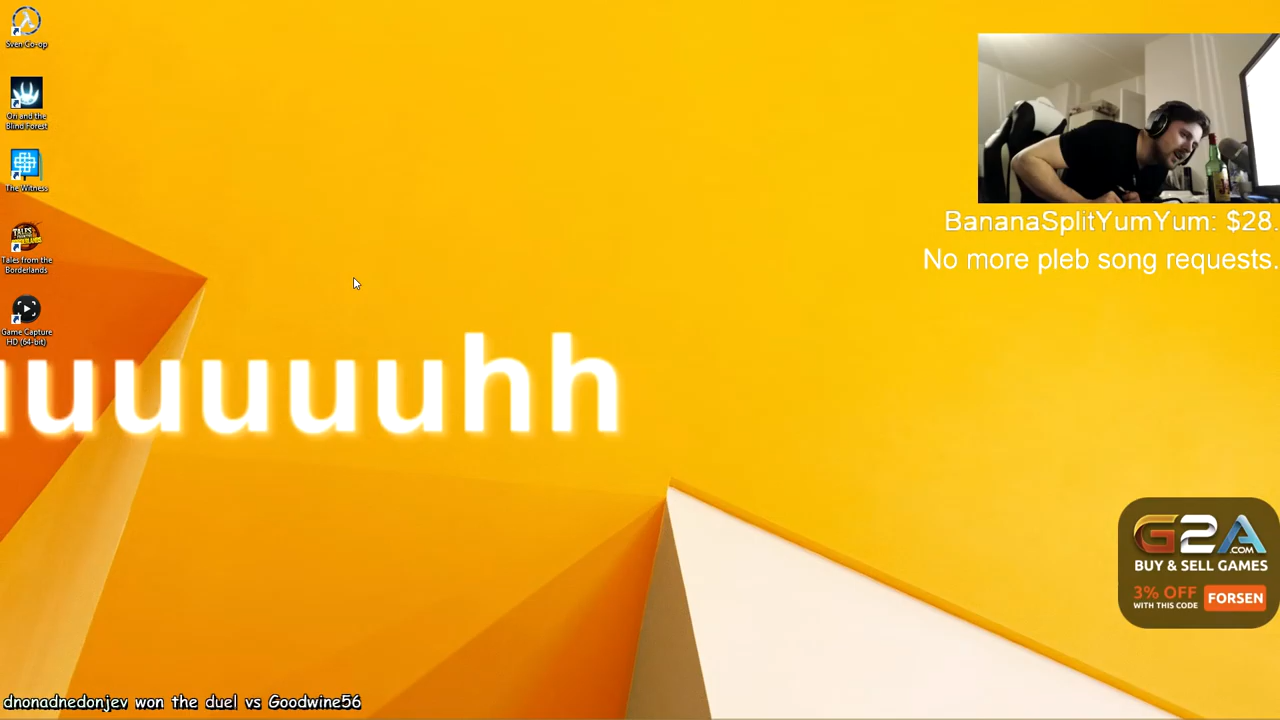 Sven Co-op
Ori and the
Blind Forest
The Witness
TALES
Tales from the
Borderlands
Game Capture
HD (64-bit)
BananaSplitYumYum: $28.
No more pleb song requests.
uuuuuuhh
G2A
.COM
BUY & SELL GAMES
3% OFF
WITH THIS CODE
FORSEN
dnonadnedonjev won the duel vs Goodwine56